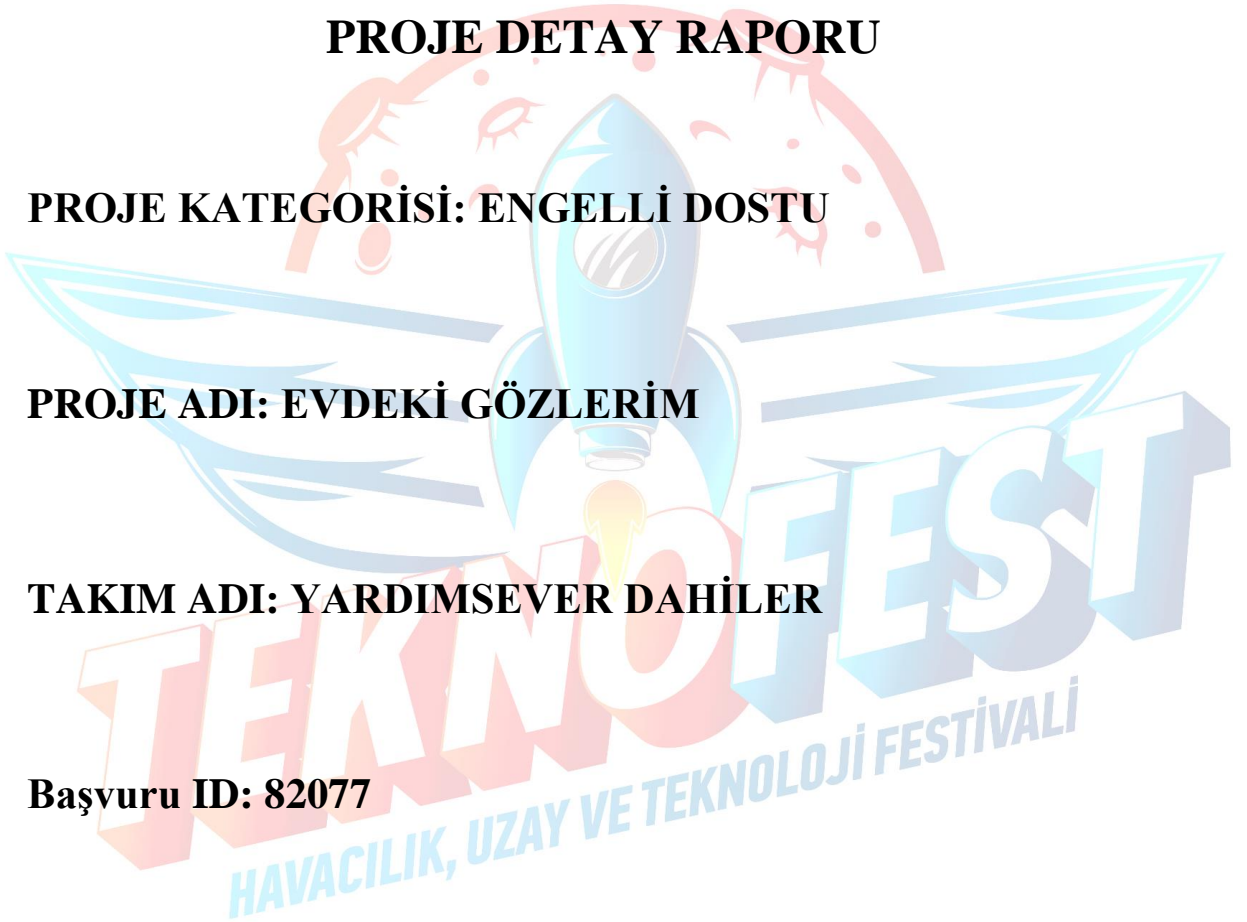 PROJE DETAY RAPORU
PROJE KATEGORİSİ: ENGELLİ DOSTU
PROJE ADI: EVDEKİ GÖZLERİM
TAKIM ADI: YARDIMSEVER DAHİLER
TEKNOFEST
Başvuru ID: 82077
HAVACILIK, UZAY VE TEKNOLOJİ FESTİVALİ